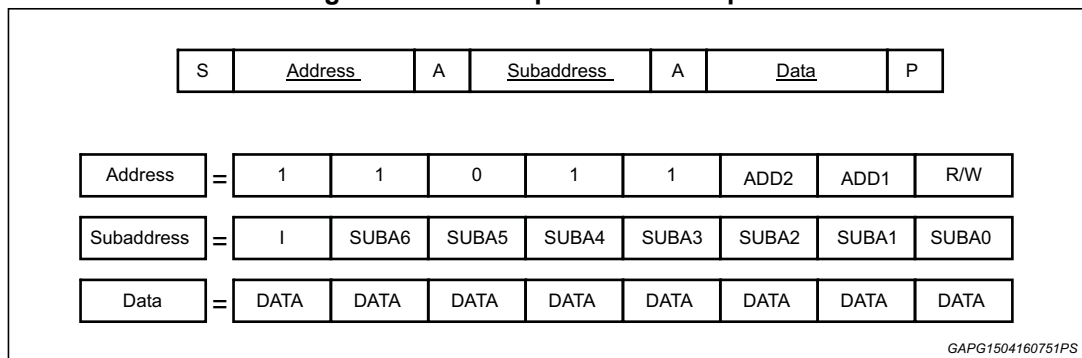 S Address A Subaddress A Data P
Address = 1 1 0 1 1 ADD2 ADD1 R/W
Subaddress = I SUBA6 SUBA5 SUBA4 SUBA3 SUBA2 SUBA1 SUBA0
Data = DATA DATA DATA DATA DATA DATA DATA DATA
GAPG1504160751PS